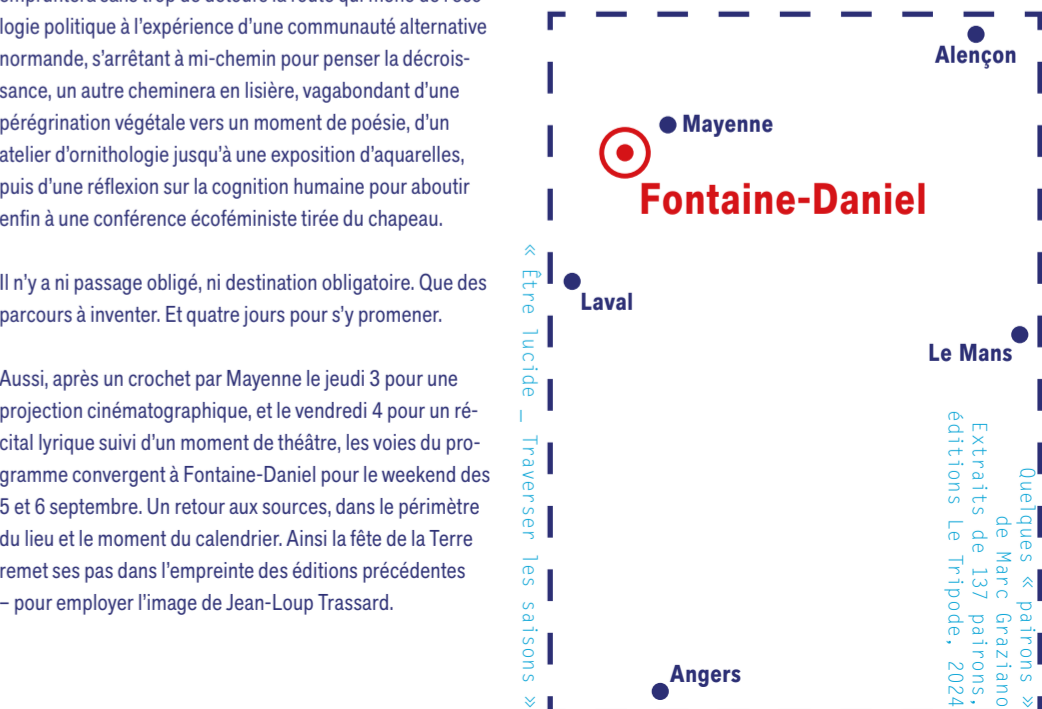 logie politique à l'expérience d'une communauté alternative
normande, s'arrêtant à mi-chemin pour penser la décrois-
sance, un autre cheminera en lisière, vagabondant d'une
pérégrination végétale vers un moment de poésie, d'un
atelier d'ornithologie jusqu'à une exposition d'aquarelles,
puis d'une réflexion sur la cognition humaine pour aboutir
enfin à une conférence écoféministe tirée du chapeau.
Il n'y a ni passage obligé, ni destination obligatoire. Que des
parcours à inventer. Et quatre jours pour s'y promener.
Aussi, après un crochet par Mayenne le jeudi 3 pour une
projection cinématographique, et le vendredi 4 pour un ré-
cital lyrique suivi d'un moment de théâtre, les voies du pro-
gramme convergent à Fontaine-Daniel pour le weekend des
5 et 6 septembre. Un retour aux sources, dans le périmètre
du lieu et le moment du calendrier. Ainsi la fête de la Terre
remet ses pas dans l'empreinte des éditions précédentes
– pour employer l'image de Jean-Loup Trassard.
« Être lucide _ Traverser les saisons »
Alençon
Mayenne
Fontaine-Daniel
Laval
Le Mans
Angers
Quelques « pairons »
de Marc Graziano
Extraits de 137 pairons,
éditions Le Tripode, 2024